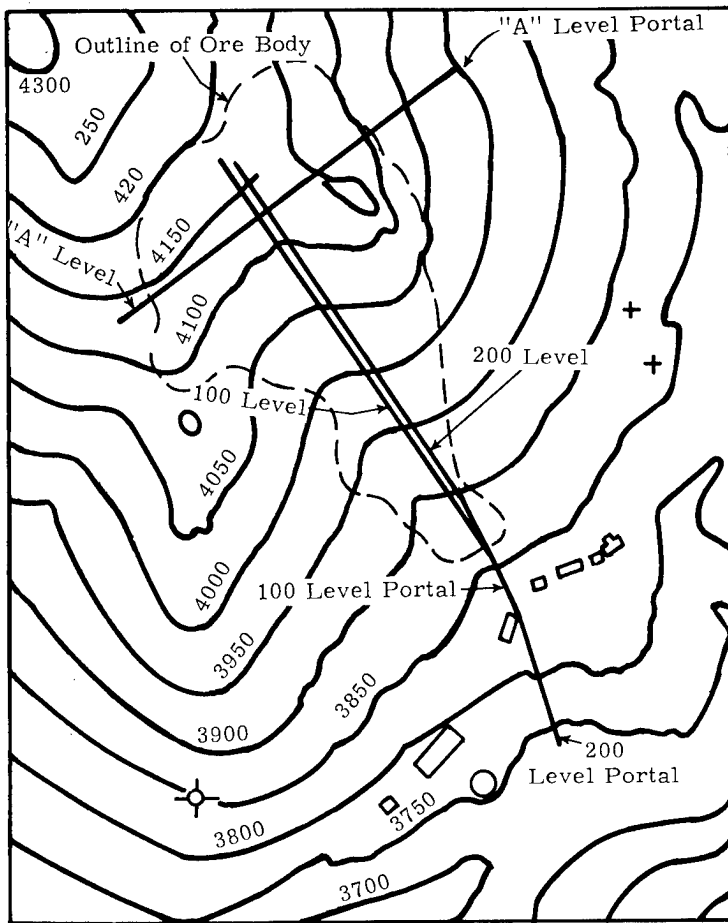 "A" Level Portal
Outline of Ore Body
4300
250
420
"A" Level
4150
4100
200 Level
100 Level
4050
4000
100 Level Portal
3950
3850
3900
200
Level Portal
3800
3750
3700